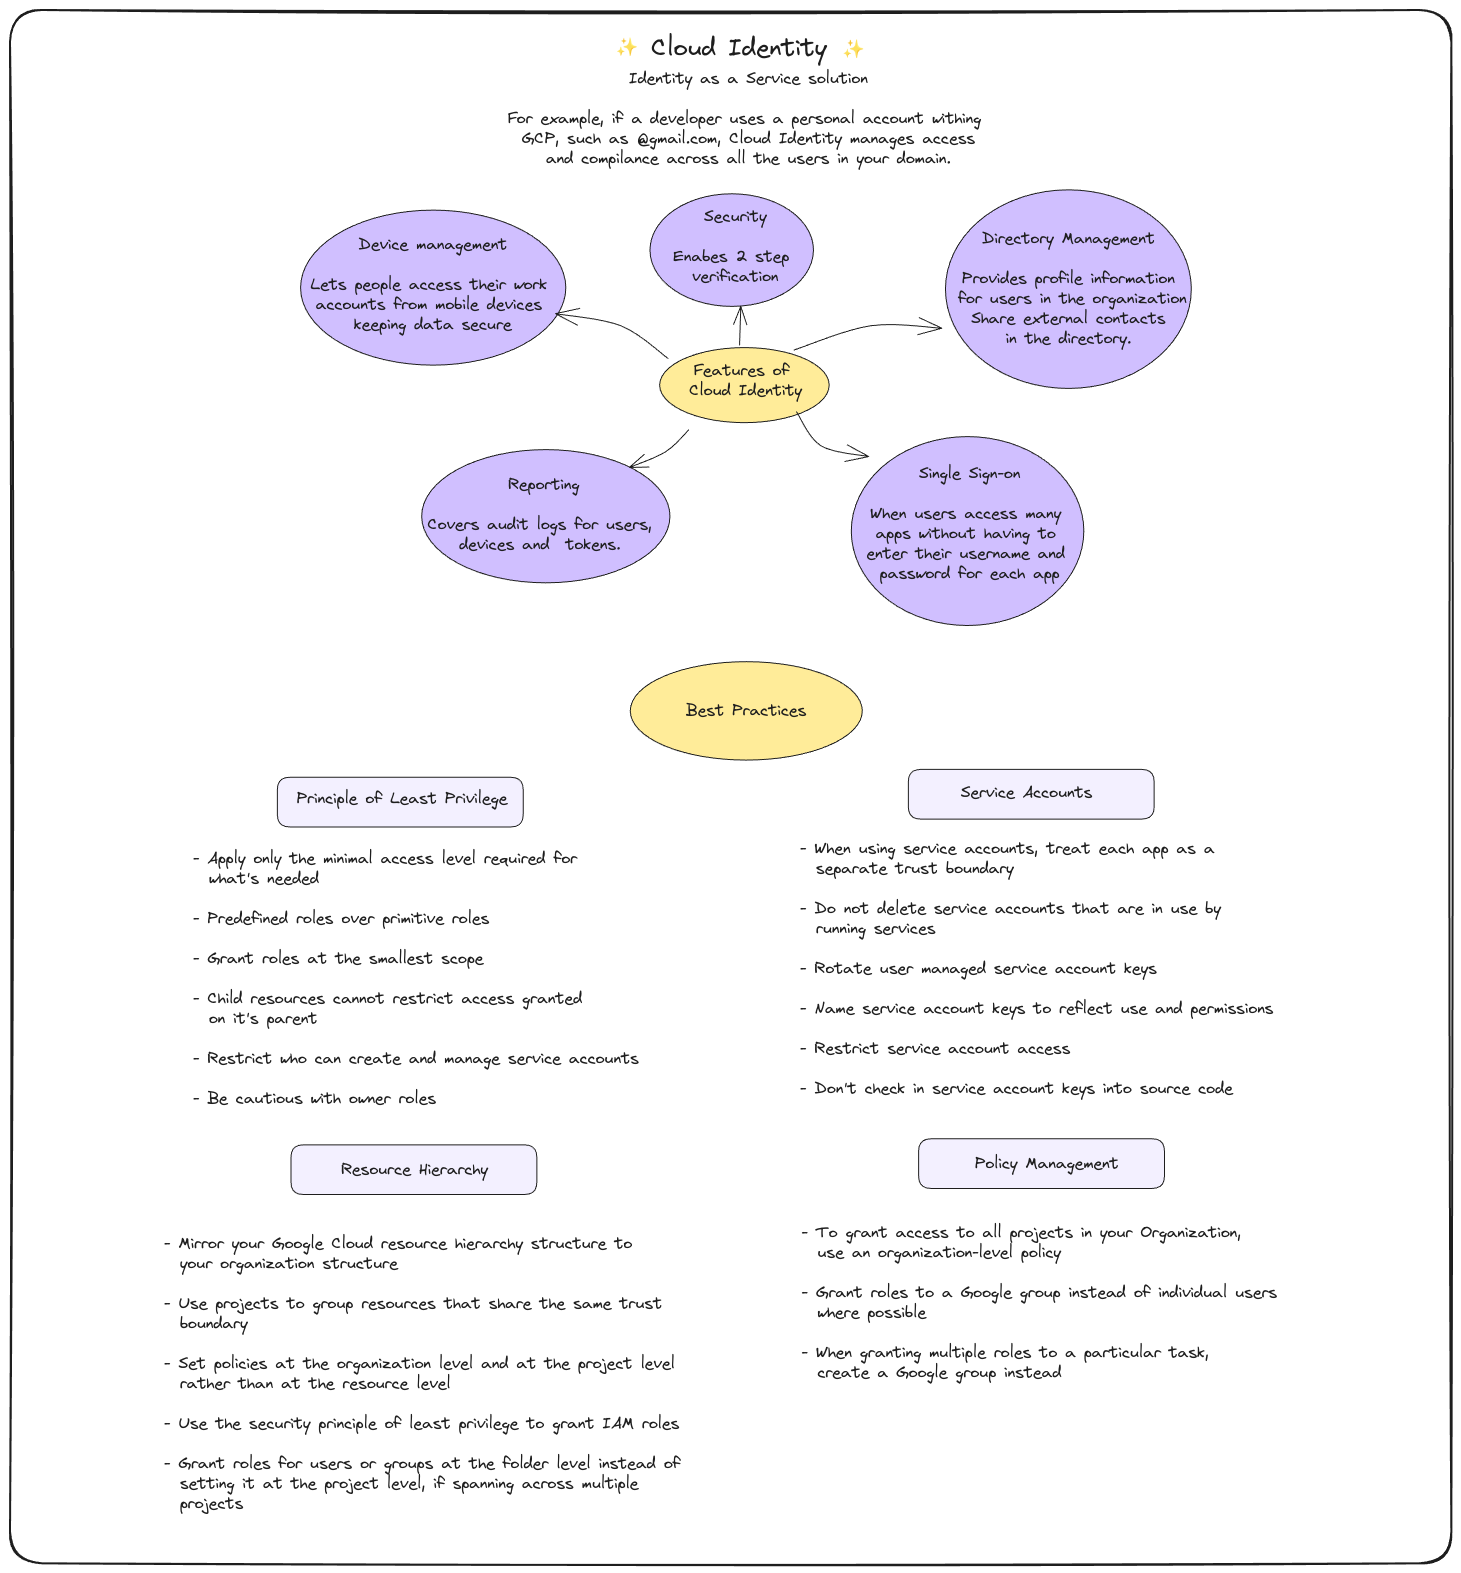 ✨ Cloud Identity ✨
Identity as a Service solution
For example, if a developer uses a personal account withing
GCP, such as @gmail.com, Cloud Identity manages access
and compilance across all the users in your domain.
Device management
Lets people access their work
accounts from mobile devices
keeping data secure
Security
Enabes 2 step
verification
Directory Management
Provides profile information
for users in the organization
Share external contacts
in the directory.
Features of
Cloud Identity
Reporting
Covers audit logs for users,
devices and tokens.
Single Sign-on
When users access many
apps without having to
enter their username and
password for each app
Best Practices
Principle of Least Privilege
- Apply only the minimal access level required for
what's needed
- Predefined roles over primitive roles
- Grant roles at the smallest scope
- Child resources cannot restrict access granted
on it's parent
- Restrict who can create and manage service accounts
- Be cautious with owner roles
Service Accounts
- When using service accounts, treat each app as a
separate trust boundary
- Do not delete service accounts that are in use by
running services
- Rotate user managed service account keys
- Name service account keys to reflect use and permissions
- Restrict service account access
- Don't check in service account keys into source code
Resource Hierarchy
- Mirror your Google Cloud resource hierarchy structure to
your organization structure
- Use projects to group resources that share the same trust
boundary
- Set policies at the organization level and at the project level
rather than at the resource level
- Use the security principle of least privilege to grant IAM roles
- Grant roles for users or groups at the folder level instead of
setting it at the project level, if spanning across multiple
projects
Policy Management
- To grant access to all projects in your Organization,
use an organization-level policy
- Grant roles to a Google group instead of individual users
where possible
- When granting multiple roles to a particular task,
create a Google group instead